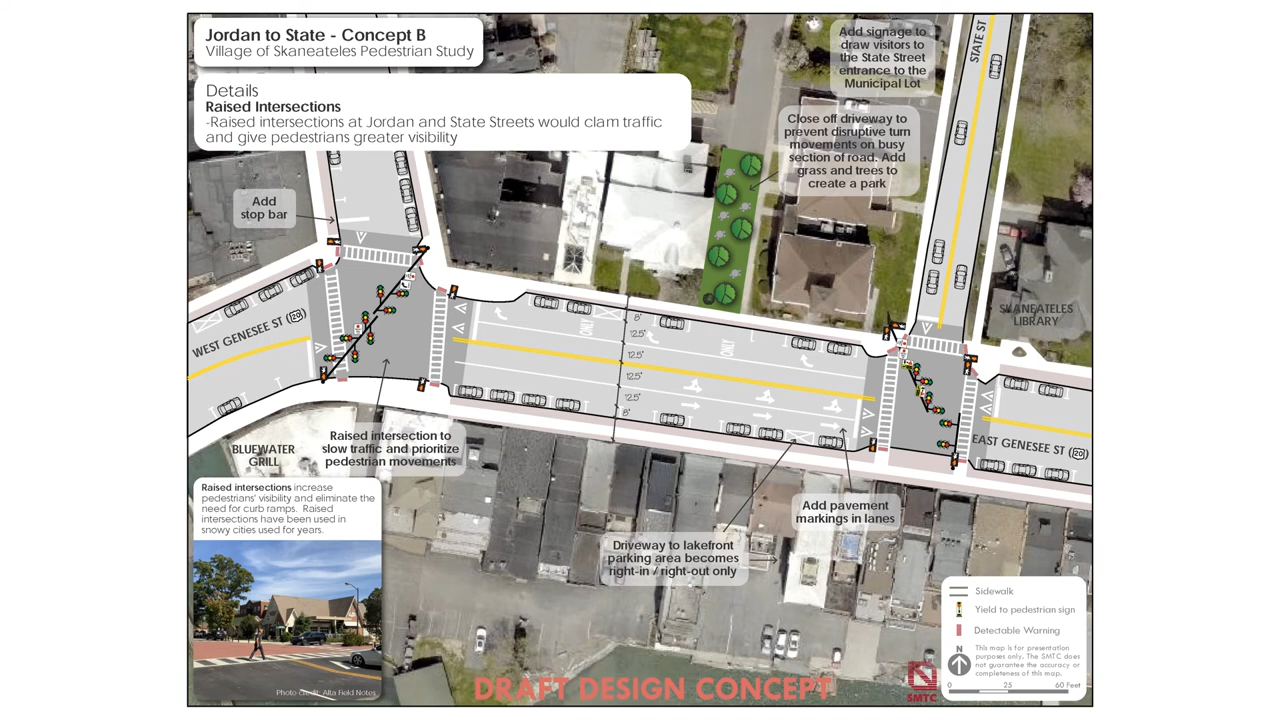 Jordan to State - Concept B
Village of Skaneateles Pedestrian Study
Details
Raised Intersections
-Raised intersections at Jordan and State Streets would clam traffic
and give pedestrians greater visibility
Add signage to
draw visitors to
the State Street
entrance to the
Municipal Lot
STATE ST
Close off driveway to
prevent disruptive turn
movements on busy
section of road. Add
grass and trees to
create a park
Add
stop bar
SKANEATELES
LIBRARY
WEST GENESEE ST (20)
ONLY
ONLY
8'
12.5'
12.5'
12.5'
12.5'
8'
EAST GENESEE ST (20)
BLUEWATER
GRILL
Raised intersection to
slow traffic and prioritize
pedestrian movements
Raised intersections increase
pedestrians' visibility and eliminate the
need for curb ramps. Raised
intersections have been used in
snowy cities used for years.
Photo credit: Alta Field Notes
Add pavement
markings in lanes
Driveway to lakefront
parking area becomes
right-in / right-out only
Sidewalk
Yield to pedestrian sign
Detectable Warning
N
This map is for presentation
purposes only. The SMTC does
not guarantee the accuracy or
completeness of this map.
0 25 60 Feet
DRAFT DESIGN CONCEPT
SMTC